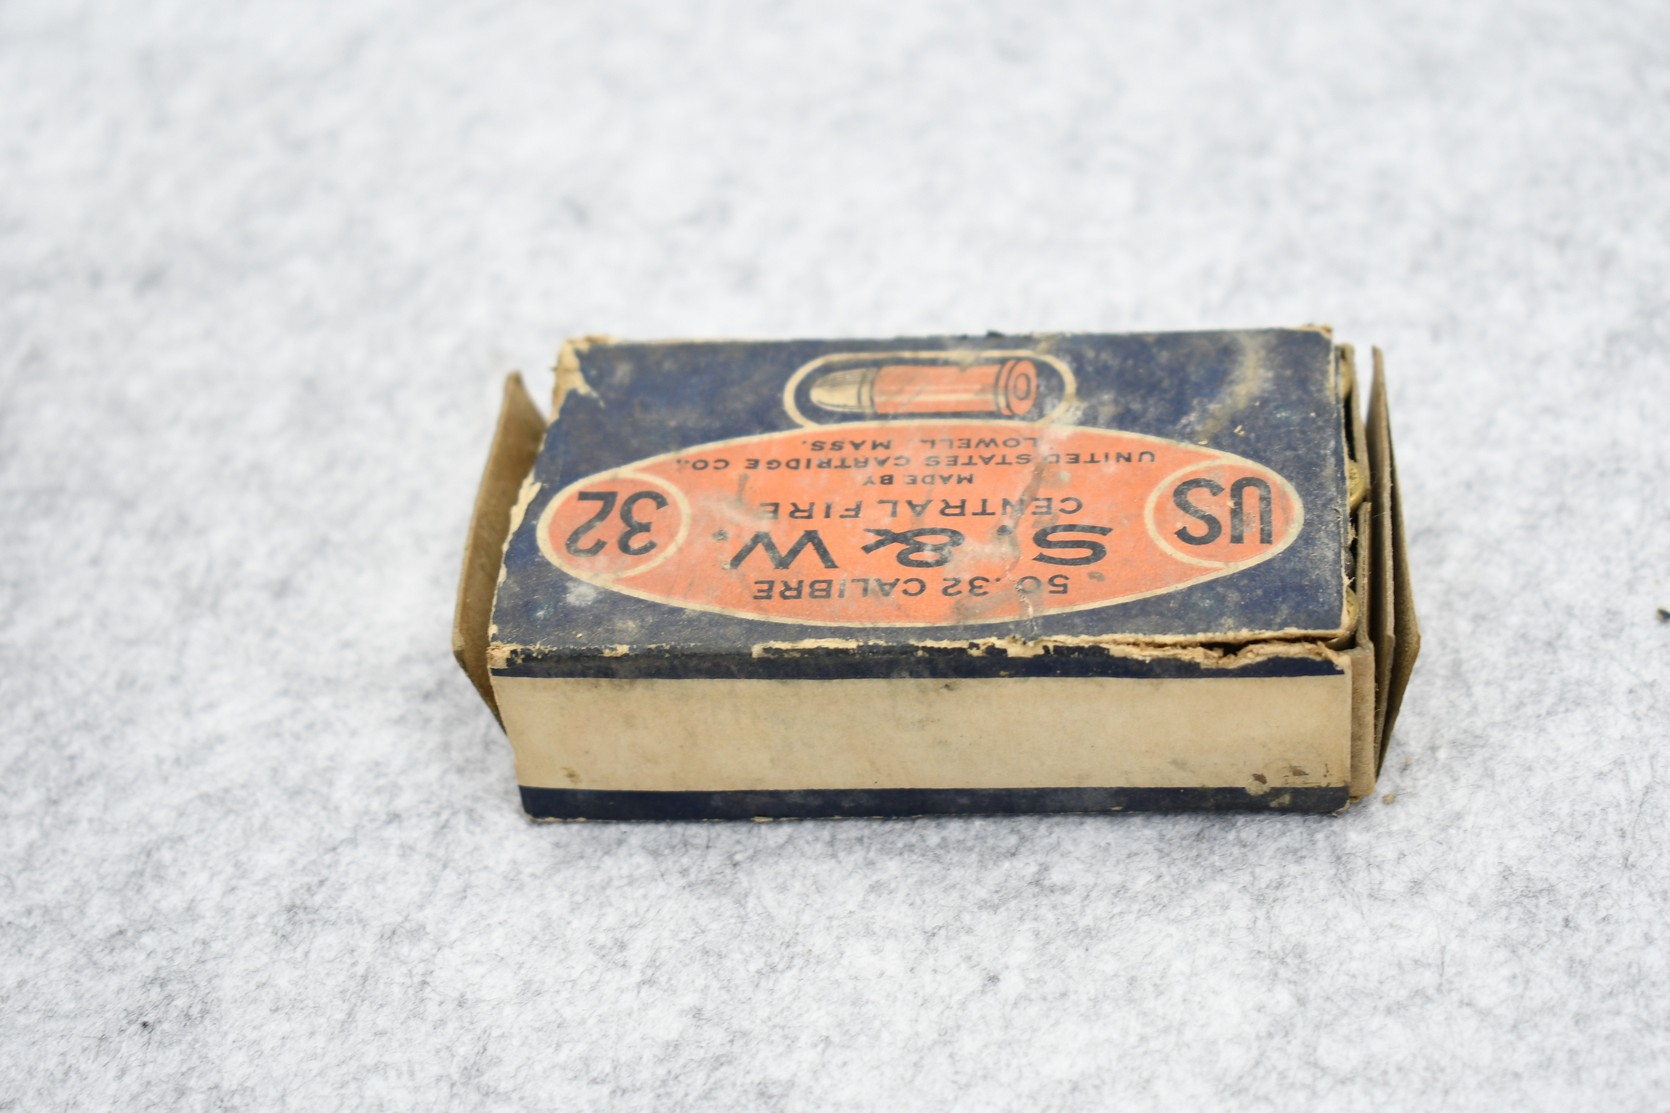 50.32 CALIBRE
US
S. & W.
32
CENTRAL FIRE
MADE BY
UNITED STATES CARTRIDGE CO.,
LOWELL, MASS.